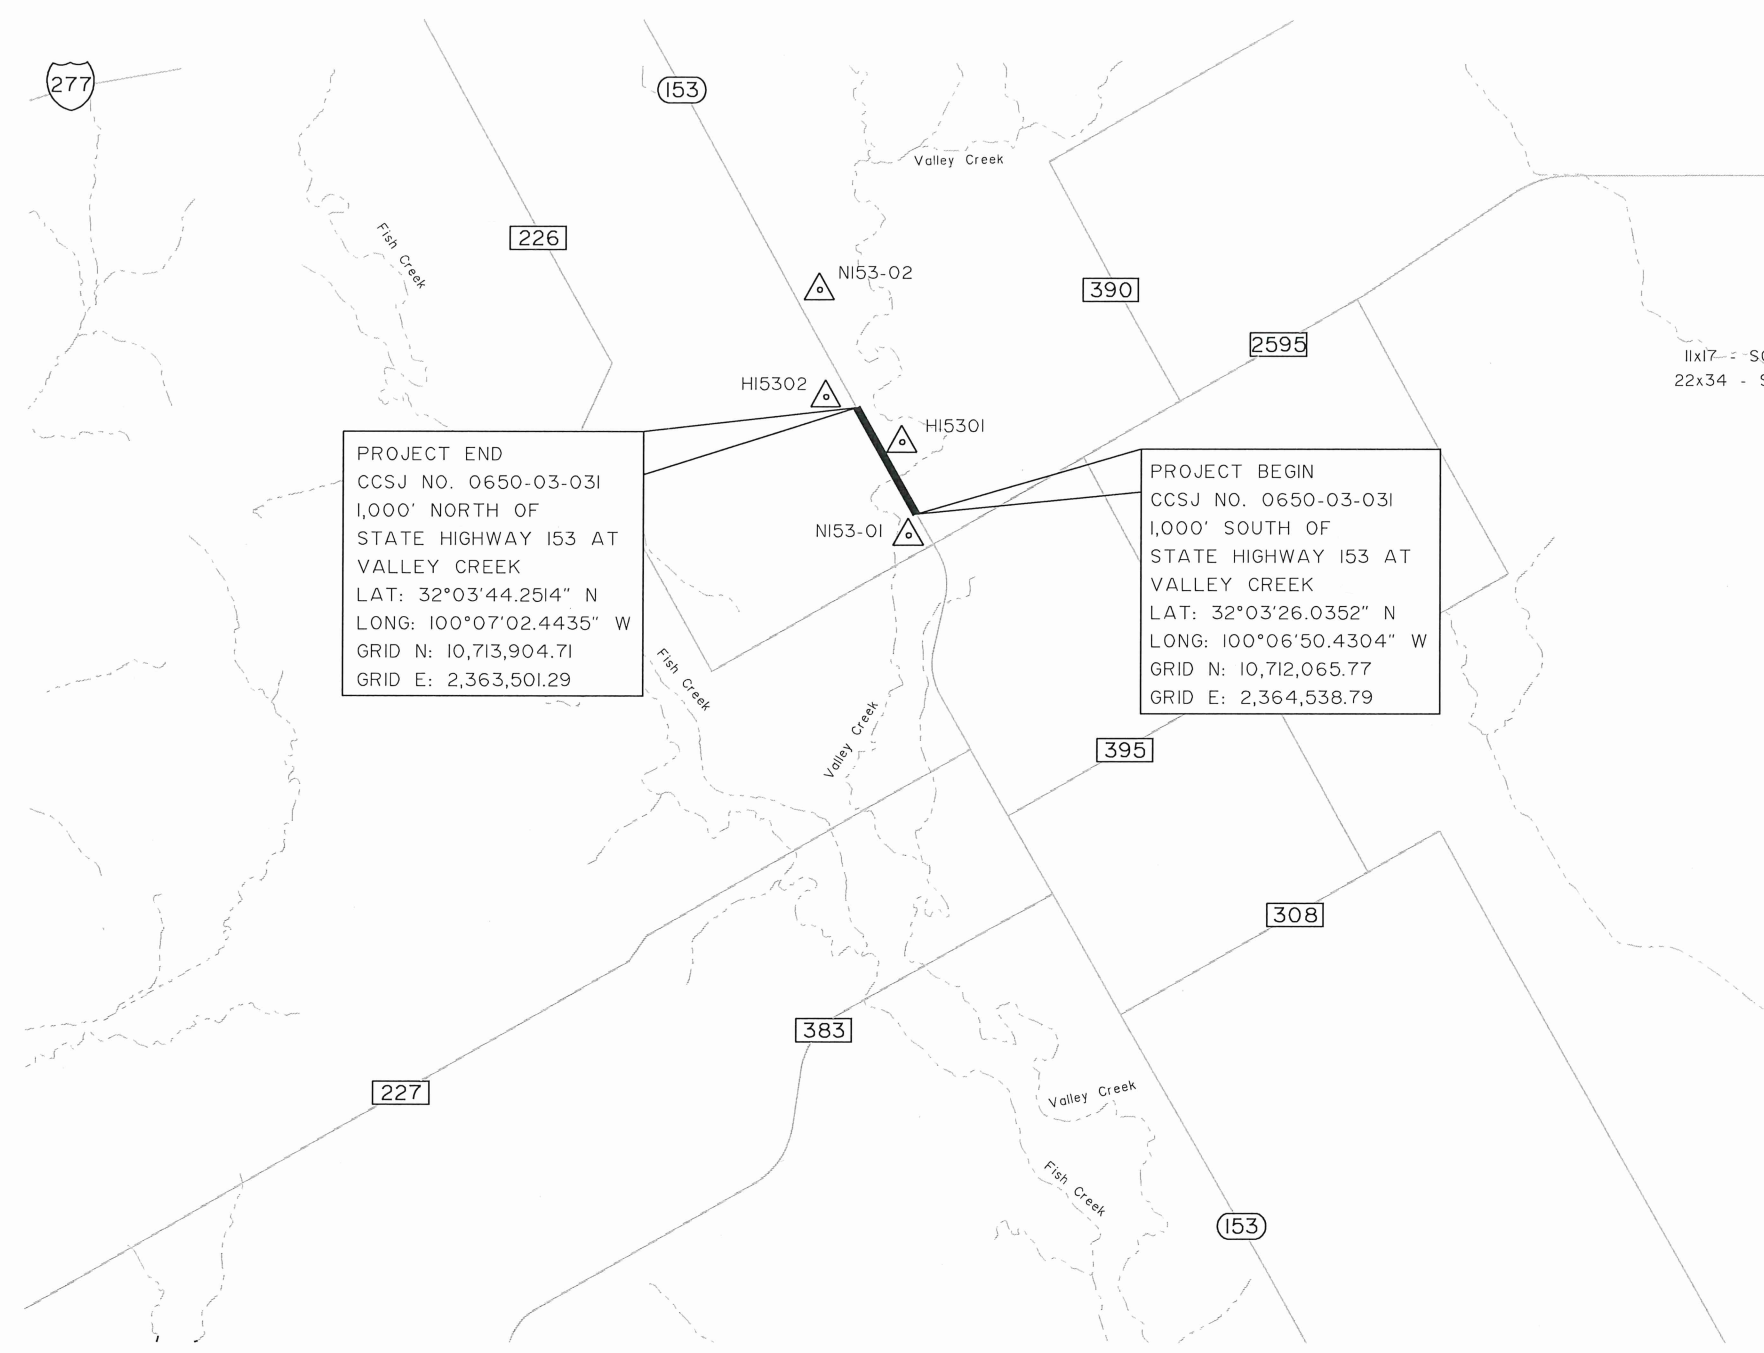 277
153
Valley Creek
Fish Creek
226
N153-02
390
2595
11x17 -
22x34 -
H15302
H15301
N153-01
PROJECT END
CCSJ NO. 0650-03-031
1,000' NORTH OF
STATE HIGHWAY 153 AT
VALLEY CREEK
LAT: 32°03'44.2514" N
LONG: 100°07'02.4435" W
GRID N: 10,713,904.71
GRID E: 2,363,501.29
PROJECT BEGIN
CCSJ NO. 0650-03-031
1,000' SOUTH OF
STATE HIGHWAY 153 AT
VALLEY CREEK
LAT: 32°03'26.0352" N
LONG: 100°06'50.4304" W
GRID N: 10,712,065.77
GRID E: 2,364,538.79
Fish Creek
Valley Creek
395
308
383
227
Valley Creek
Fish Creek
153